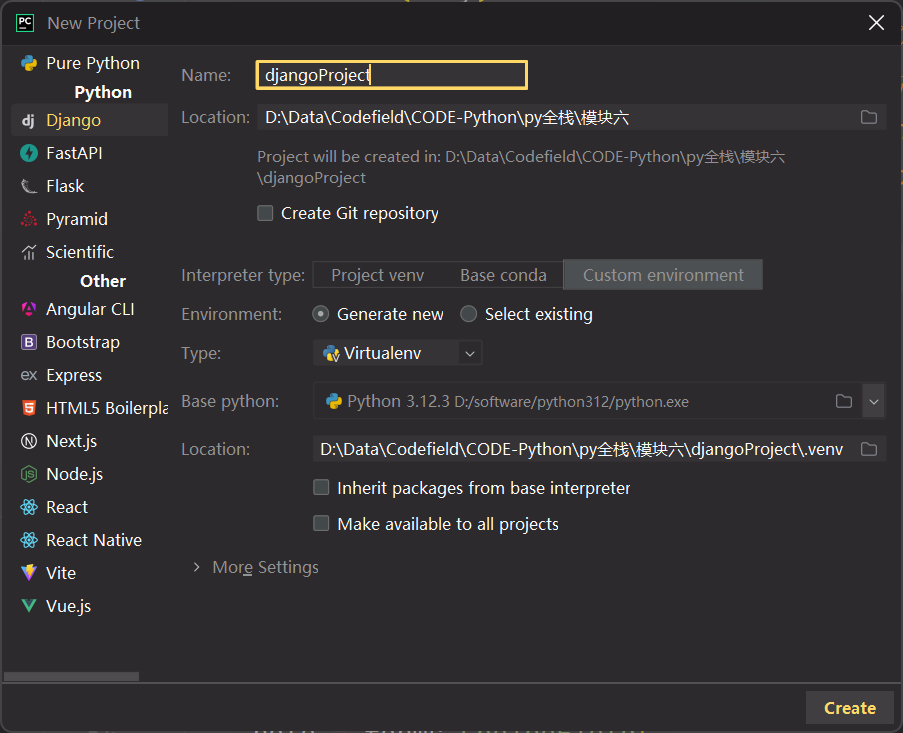 PC New Project
Pure Python
Python
dj Django
FastAPI
Flask
Pyramid
Scientific
Other
Angular CLI
B Bootstrap
ex Express
HTML5 Boilerpla
Next.js
Node.js
React
React Native
Vite
Vue.js
Name: djangoProject
Location: D:\Data\Codefield\CODE-Python\py全栈\模块六
Project will be created in: D:\Data\Codefield\CODE-Python\py全栈\模块六
\djangoProject
Create Git repository
Interpreter type: Project venv Base conda Custom environment
Environment: Generate new Select existing
Type: Virtualenv
Base python: Python 3.12.3 D:/software/python312/python.exe
Location: D:\Data\Codefield\CODE-Python\py全栈\模块六\djangoProject\.venv
Inherit packages from base interpreter
Make available to all projects
More Settings
Create